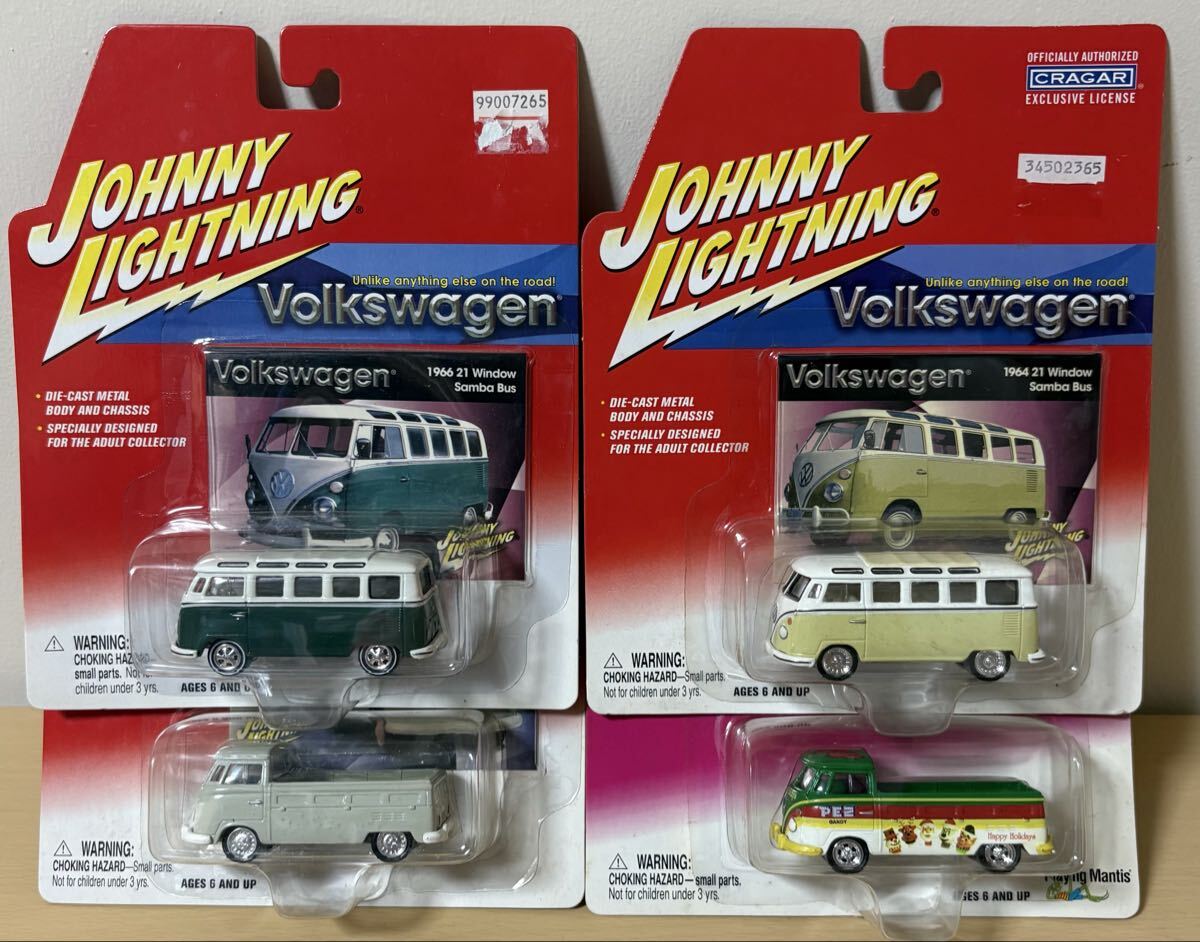 99007265
JOHNNY
LIGHTNING®
Unlike anything else on the road!
Volkswagen®
• DIE-CAST METAL
BODY AND CHASSIS
• SPECIALLY DESIGNED
FOR THE ADULT COLLECTOR
Volkswagen®
1966 21 Window
Samba Bus
JOHNNY
LIGHTNING
WARNING:
CHOKING
small parts.
children under 3 yrs.
AGES 6 AND
OFFICIALLY AUTHORIZED
CRAGAR®
EXCLUSIVE LICENSE
34502365
JOHNNY
LIGHTNING®
Unlike anything else on the road!
Volkswagen®
• DIE-CAST METAL
BODY AND CHASSIS
• SPECIALLY DESIGNED
FOR THE ADULT COLLECTOR
Volkswagen®
1964 21 Window
Samba Bus
JOHNNY
LIGHTNING
WARNING:
CHOKING HAZARD—Small parts.
Not for children under 3 yrs.
AGES 6 AND UP
WARNING:
CHOKING HAZARD—Small parts.
Not for children under 3 yrs.
AGES 6 AND UP
PEZ
CANDY
Happy Holidays
WARNING:
CHOKING HAZARD—small parts.
Not for children under 3 yrs.
6 AND UP
Playing Mantis